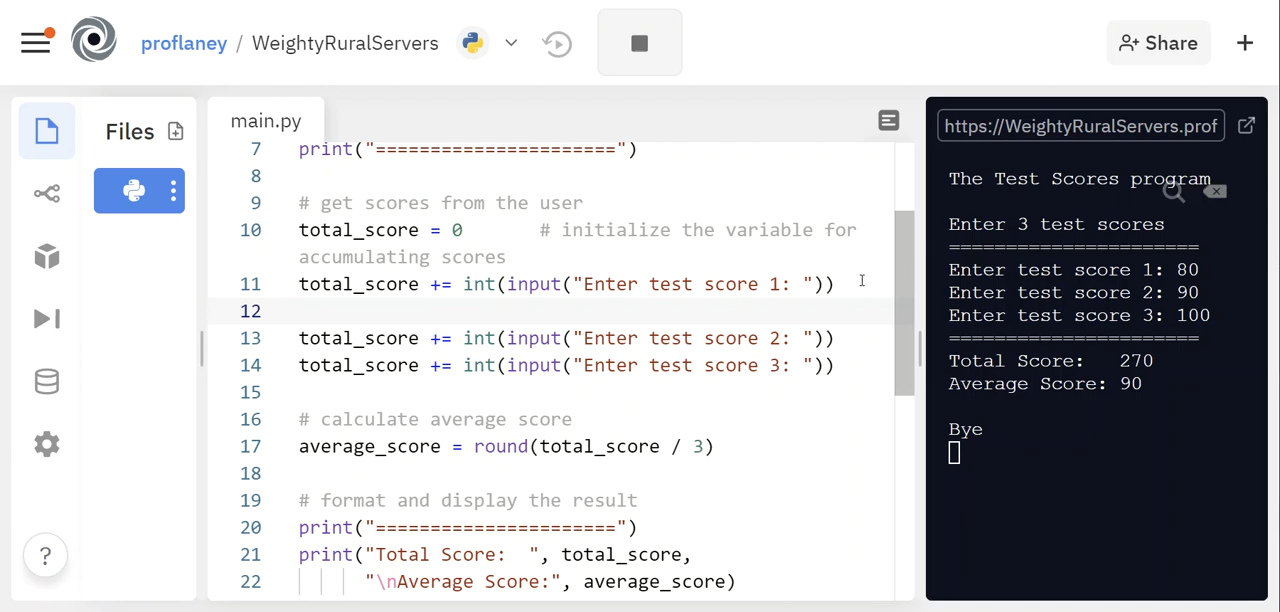 proflaney / WeightyRuralServers
Share
Files
main.py
7 print("======================")
8
9 # get scores from the user
10 total_score = 0       # initialize the variable for
accumulating scores
11 total_score += int(input("Enter test score 1: "))
12
13 total_score += int(input("Enter test score 2: "))
14 total_score += int(input("Enter test score 3: "))
15
16 # calculate average score
17 average_score = round(total_score / 3)
18
19 # format and display the result
20 print("======================")
21 print("Total Score:  ", total_score,
22       "\nAverage Score:", average_score)
?
https://WeightyRuralServers.prof
The Test Scores program
Enter 3 test scores
======================
Enter test score 1: 80
Enter test score 2: 90
Enter test score 3: 100
======================
Total Score:   270
Average Score: 90
Bye